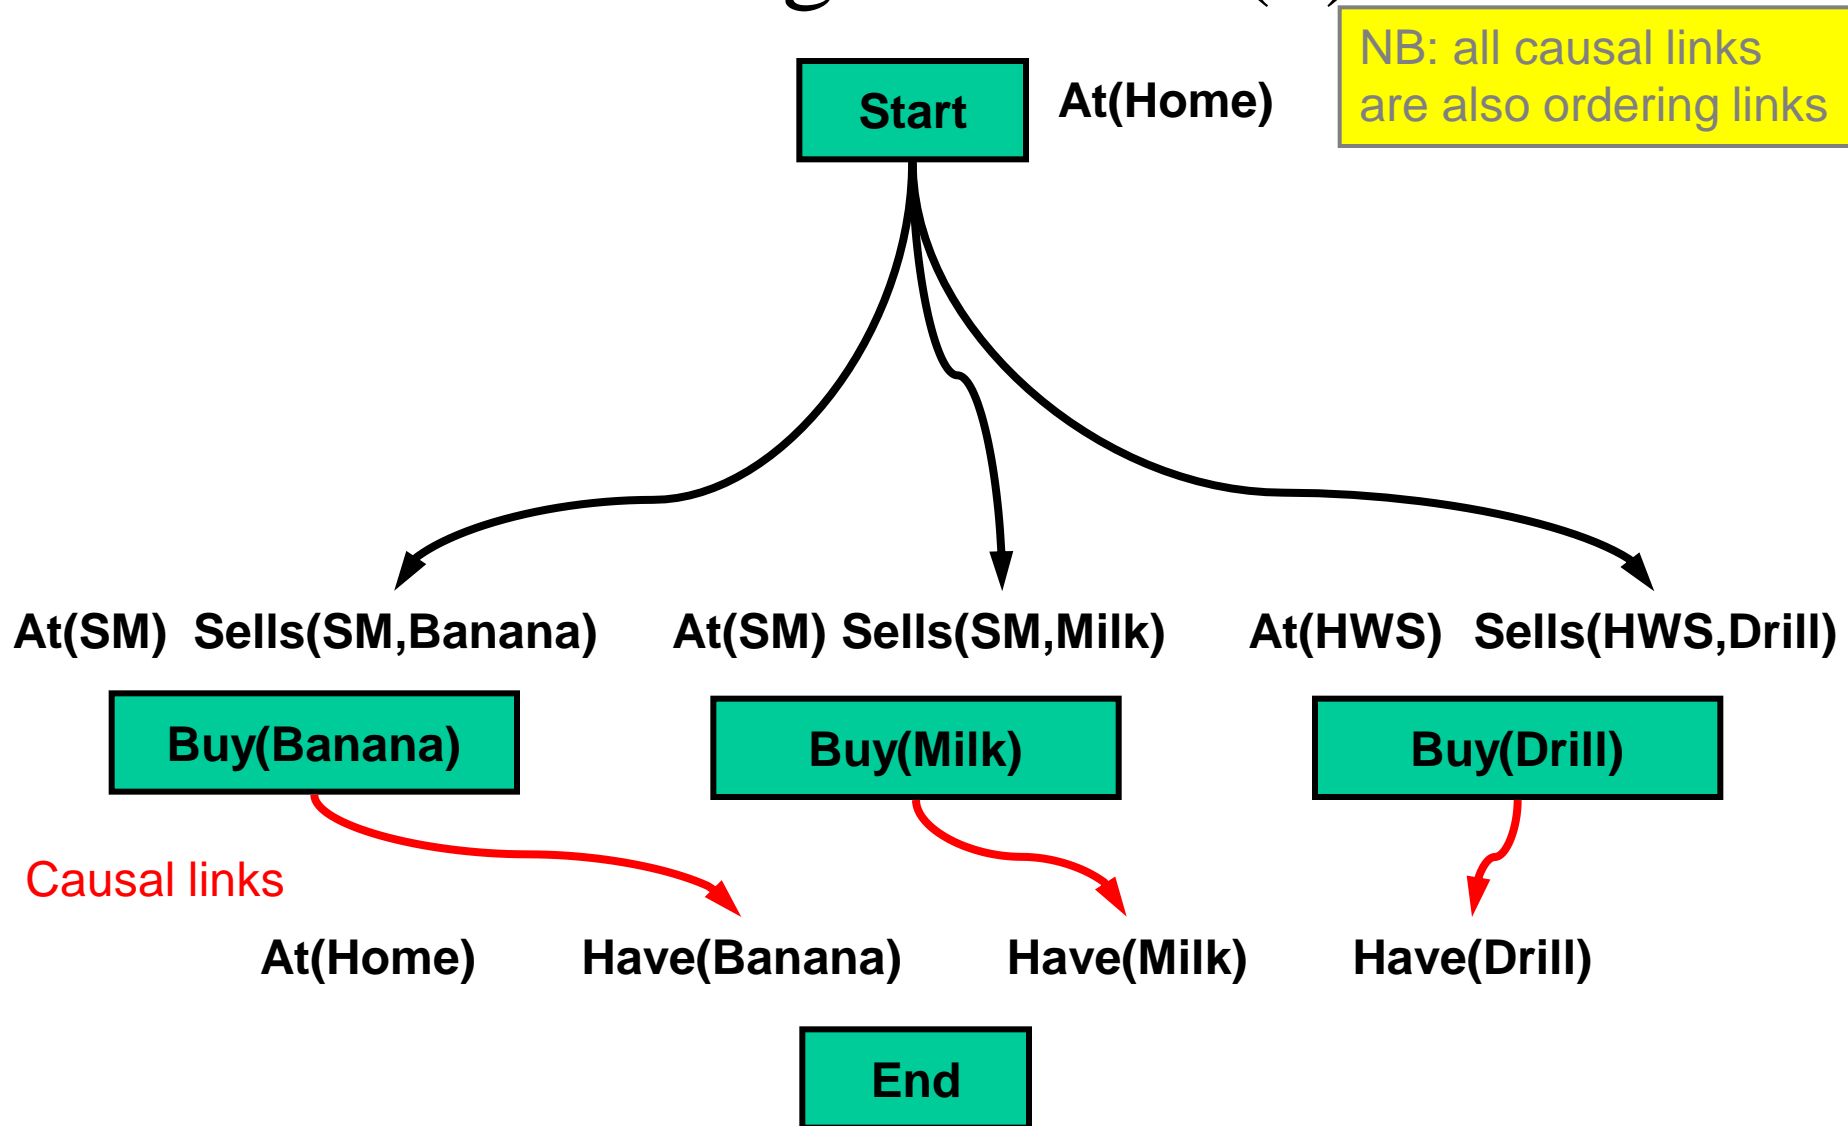 NB: all causal links
are also ordering links
Start At(Home)
At(SM) Sells(SM,Banana) At(SM) Sells(SM,Milk) At(HWS) Sells(HWS,Drill)
Buy(Banana) Buy(Milk) Buy(Drill)
Causal links
At(Home) Have(Banana) Have(Milk) Have(Drill)
End